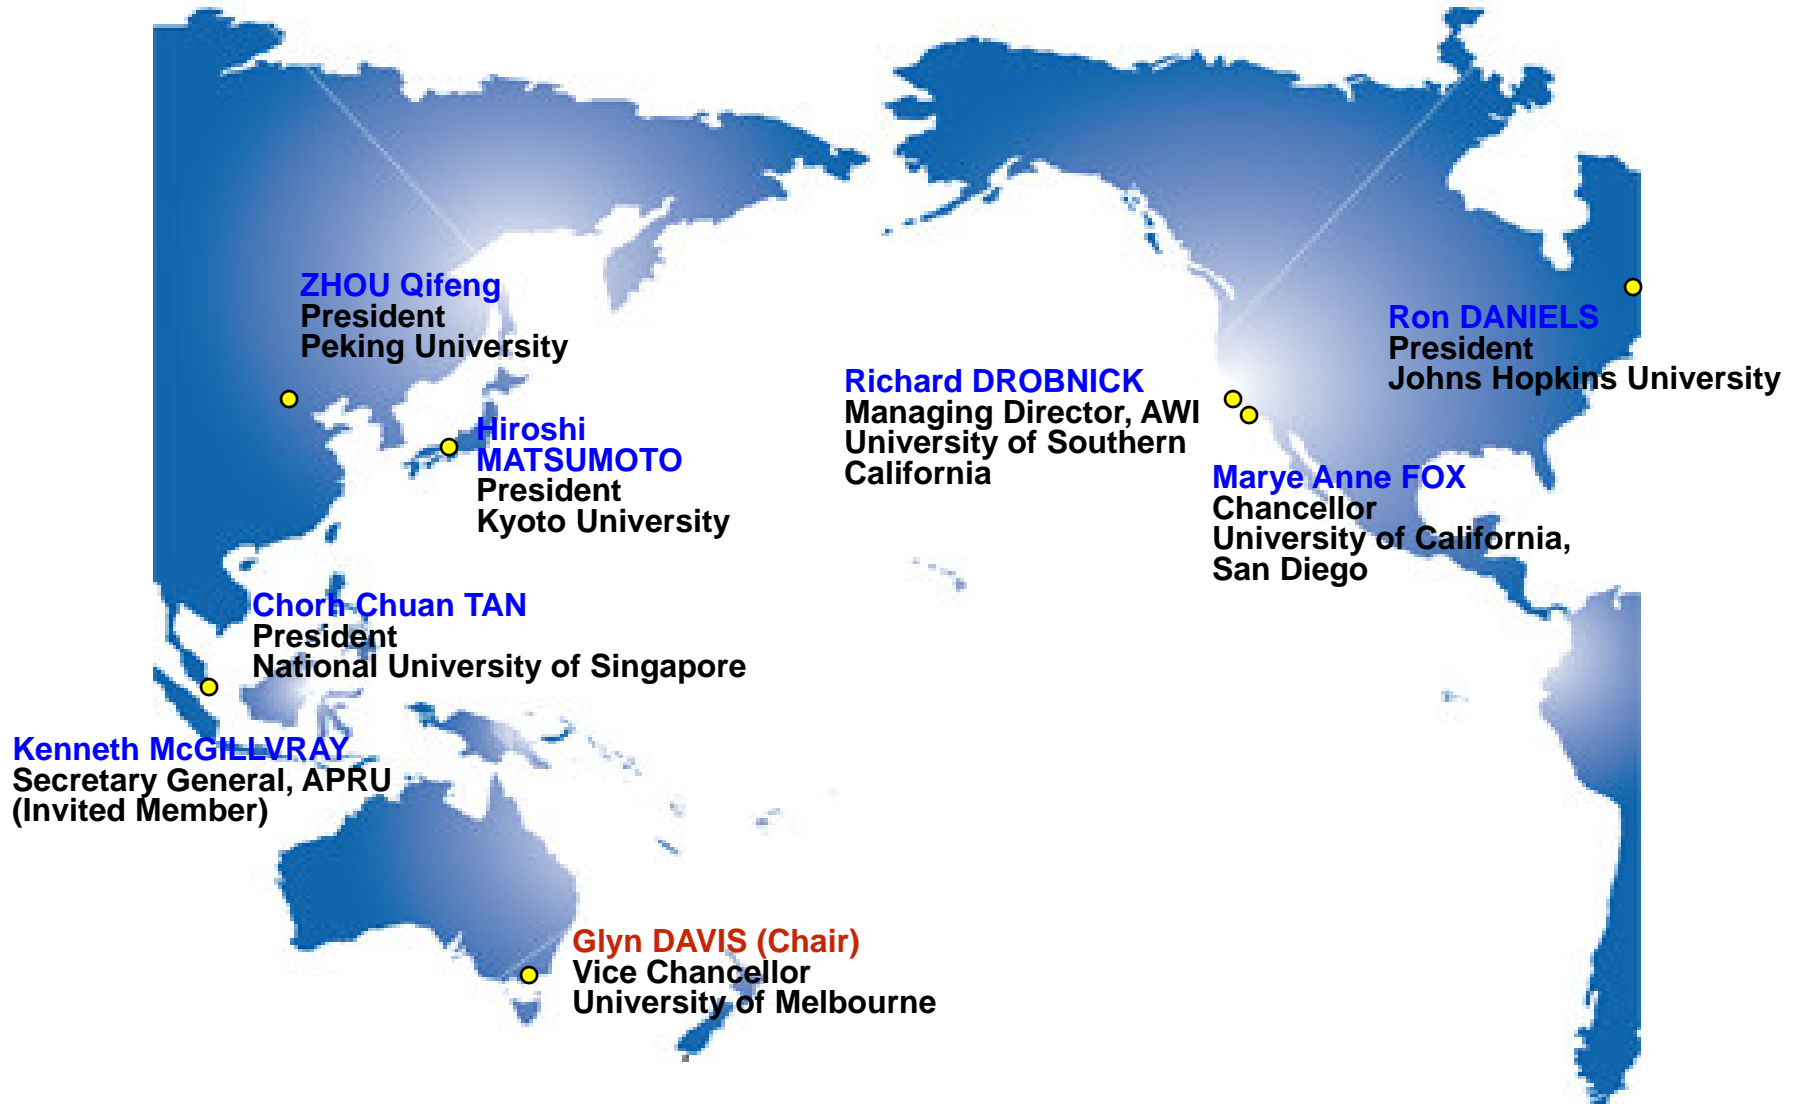 ZHOU Qifeng
President
Peking University
Ron DANIELS
President
Johns Hopkins University
Richard DROBNICK
Managing Director, AWI
University of Southern
California
Hiroshi
MATSUMOTO
President
Kyoto University
Marye Anne FOX
Chancellor
University of California,
San Diego
Chorh Chuan TAN
President
National University of Singapore
Kenneth McGILLVRAY
Secretary General, APRU
(Invited Member)
Glyn DAVIS (Chair)
Vice Chancellor
University of Melbourne